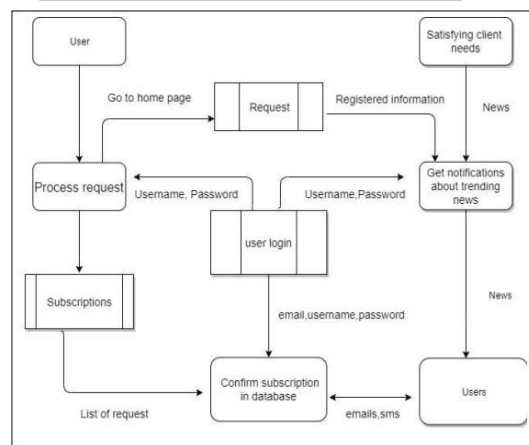 User
Satisfying client
needs
Go to home page
Request
Registered information
News
Process request
Username, Password
Username,Password
Get notifications
about trending
news
user login
Subscriptions
email,username,password
News
Confirm subscription
in database
Users
List of request
emails,sms